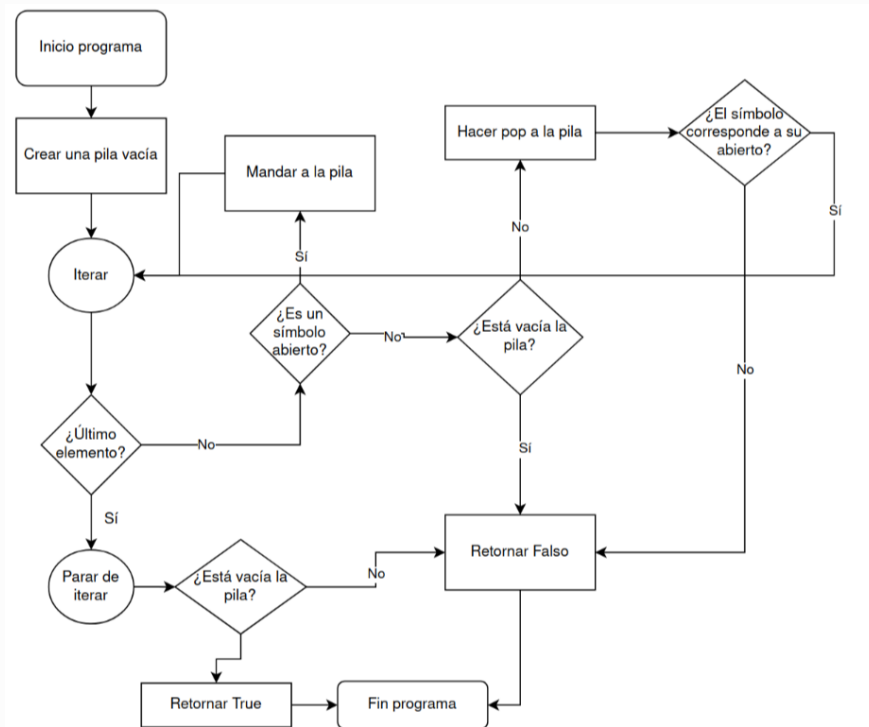 Inicio programa
Crear una pila vacía
Iterar
¿Último
elemento?
Sí
No
Parar de
iterar
¿Está vacía la
pila?
No
Retornar True
Fin programa
Mandar a la pila
Sí
¿Es un
símbolo
abierto?
No
¿Está vacía la
pila?
No
Sí
Hacer pop a la pila
¿El símbolo
corresponde a su
abierto?
Sí
No
Retornar Falso